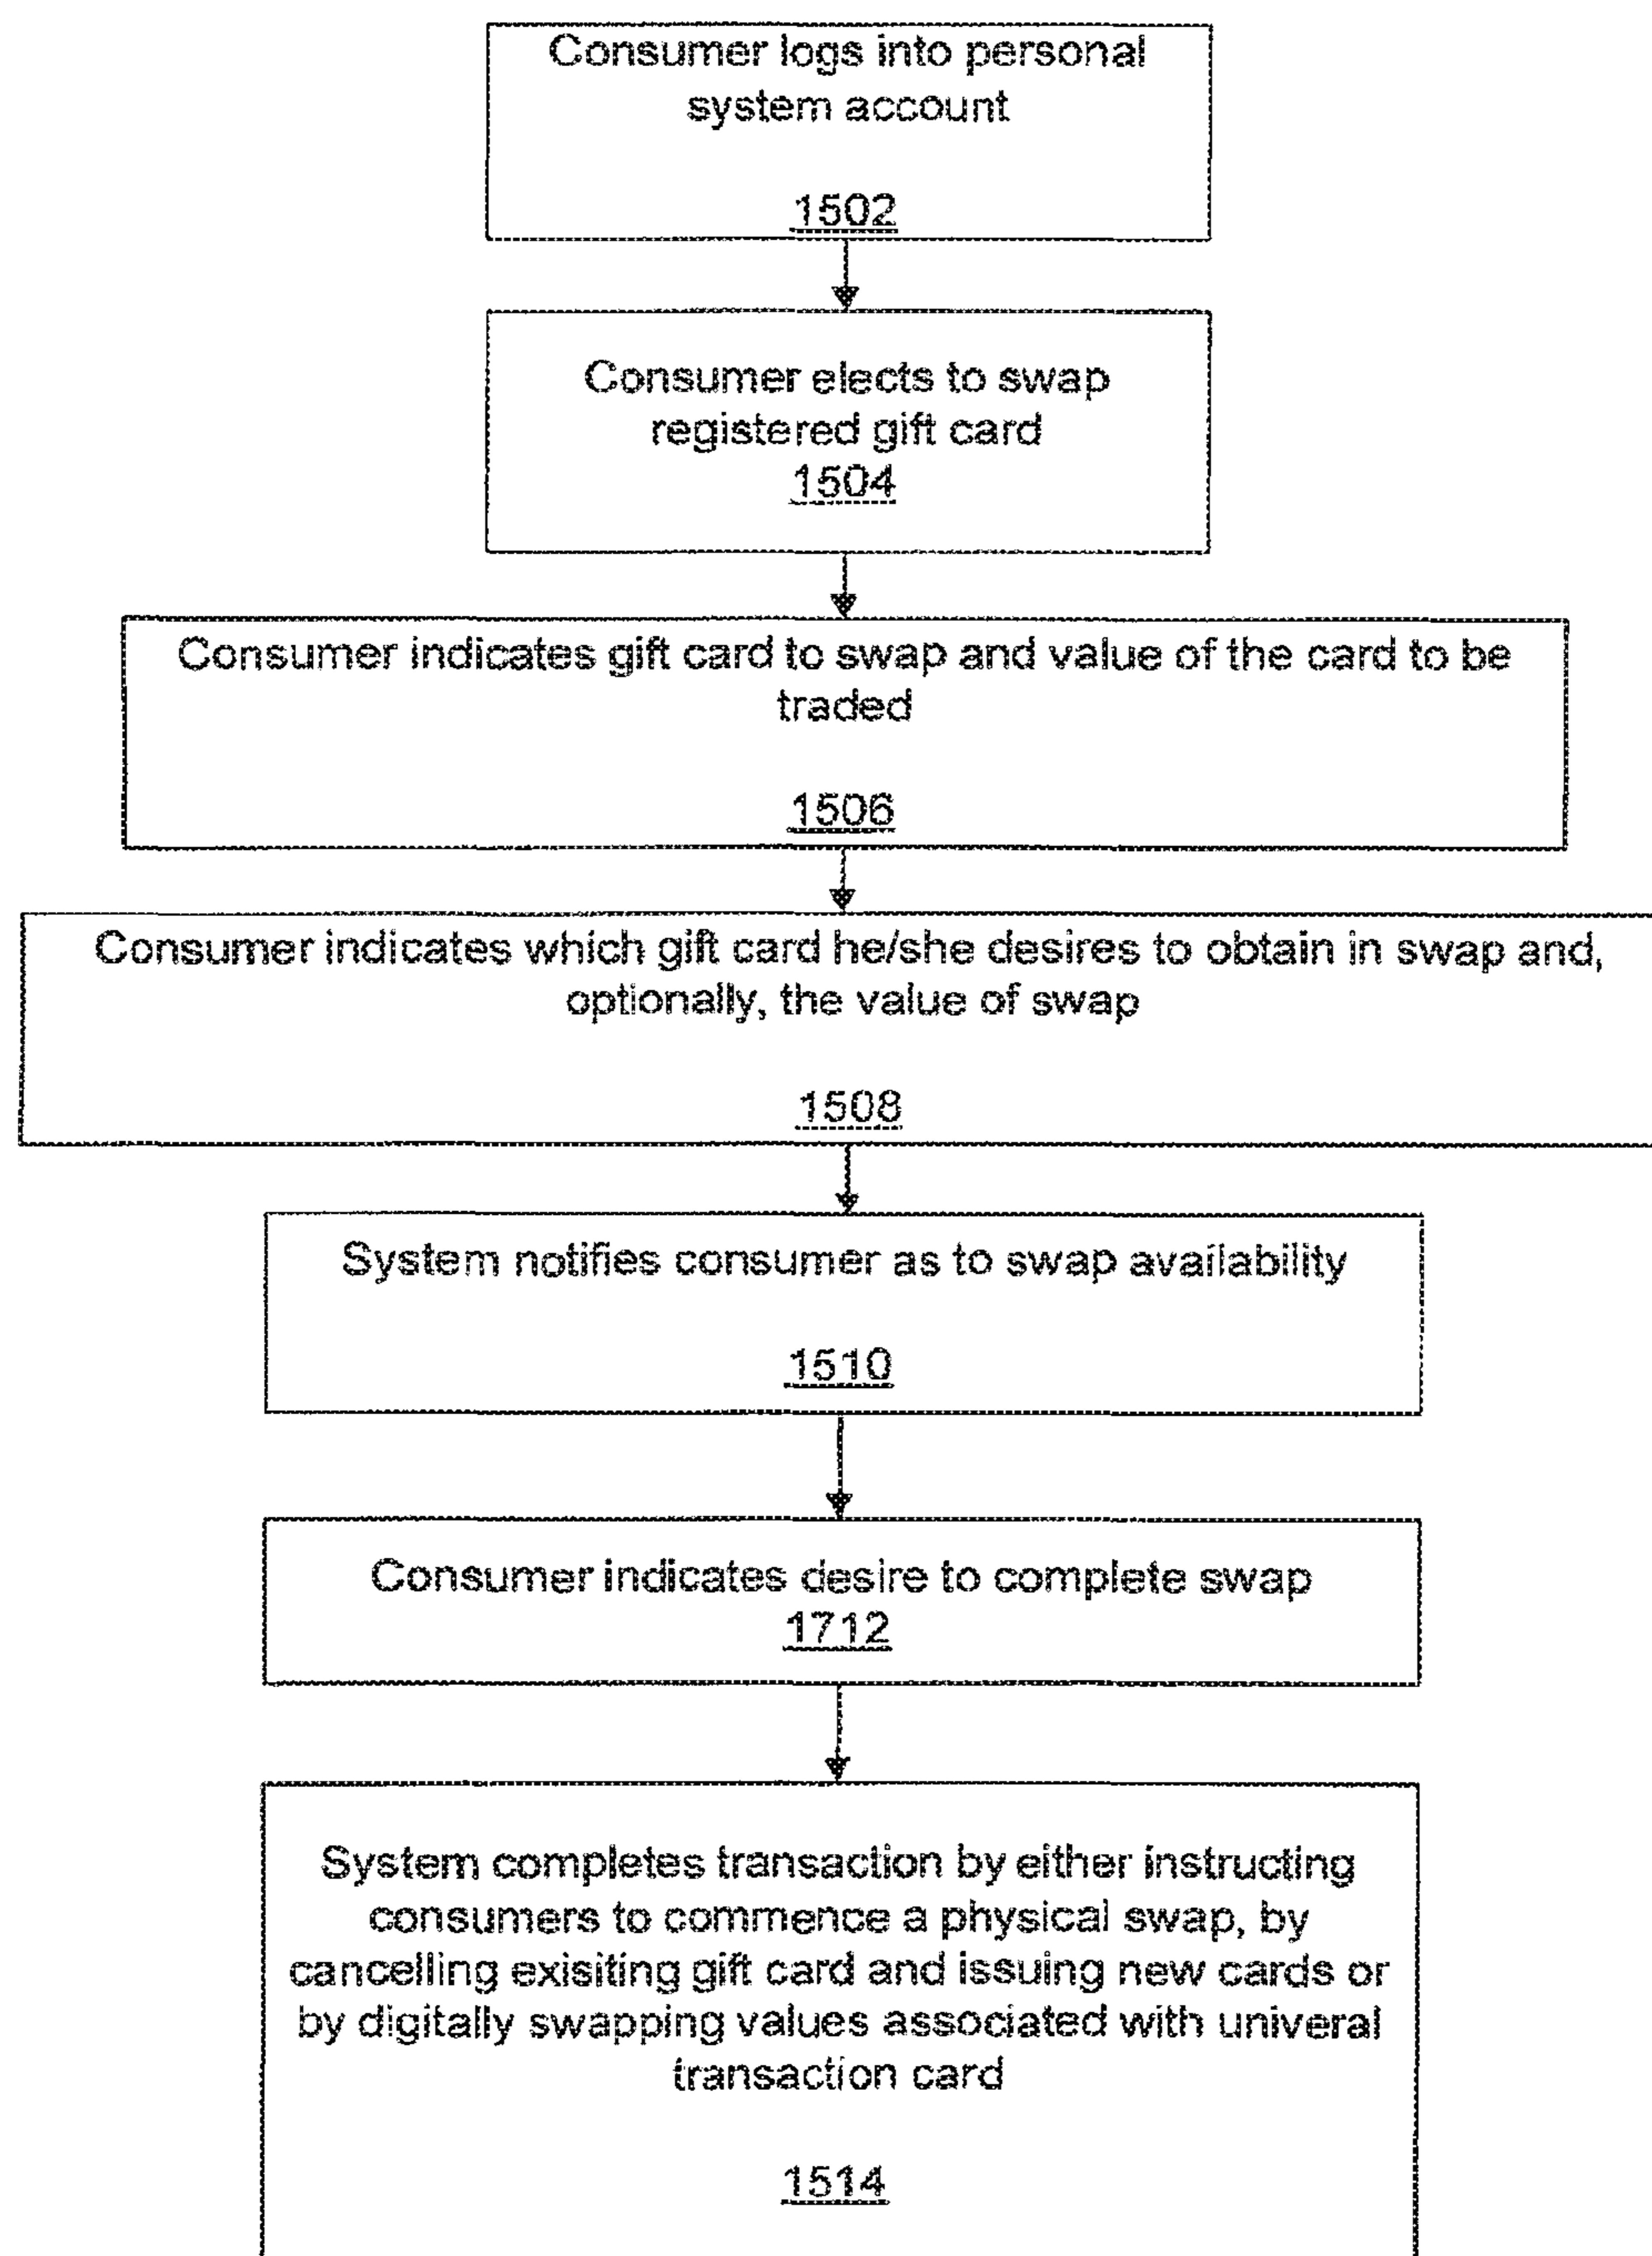 Consumer logs into personal
system account
1502
Consumer elects to swap
registered gift card
1504
Consumer indicates gift card to swap and value of the card to be
traded
1506
Consumer indicates which gift card he/she desires to obtain in swap and,
optionally, the value of swap
1508
System notifies consumer as to swap availability
1510
Consumer indicates desire to complete swap
1712
System completes transaction by either instructing
consumers to commence a physical swap, by
cancelling exisiting gift card and issuing new cards or
by digitally swapping values associated with univeral
transaction card
1514